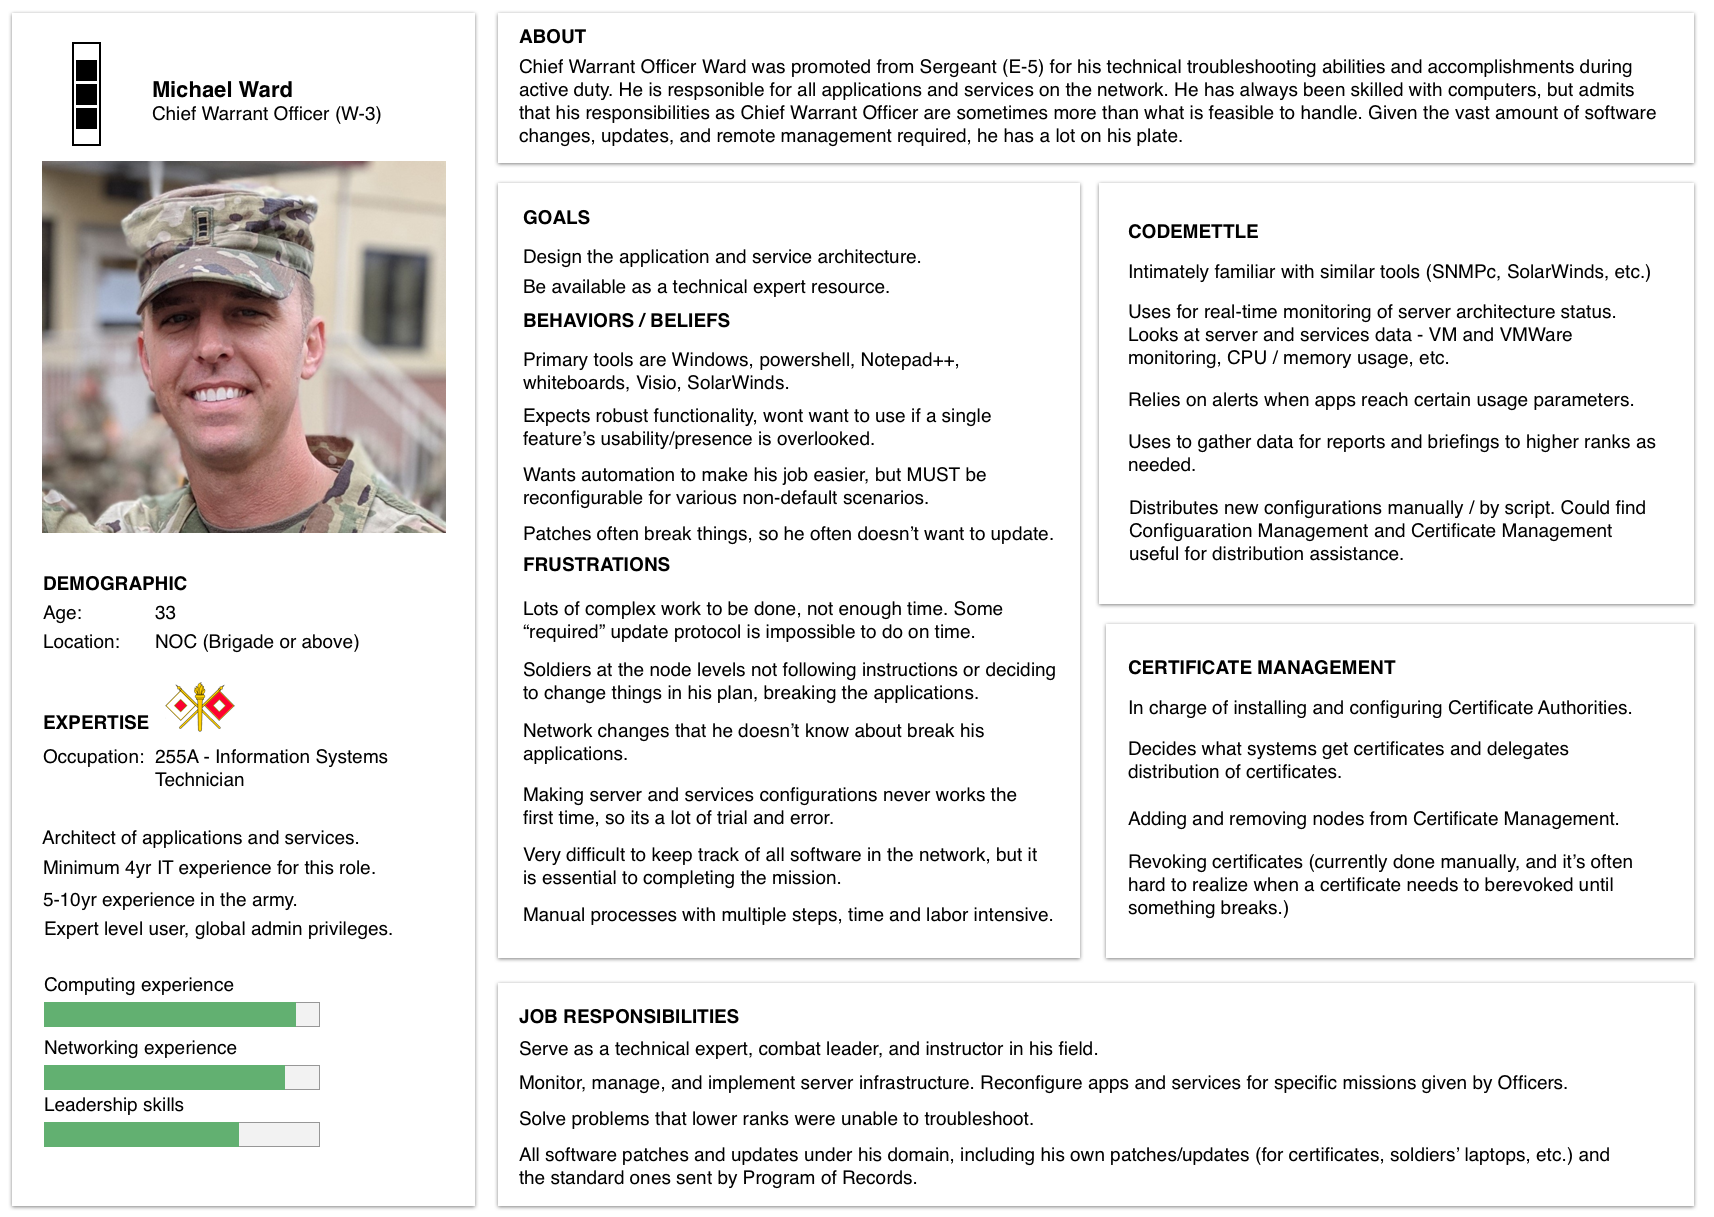 Michael Ward
Chief Warrant Officer (W-3)
DEMOGRAPHIC
Age: 33
Location: NOC (Brigade or above)
EXPERTISE
Occupation: 255A - Information Systems
Technician
Architect of applications and services.
Minimum 4yr IT experience for this role.
5-10yr experience in the army.
Expert level user, global admin privileges.
Computing experience
Networking experience
Leadership skills
ABOUT
Chief Warrant Officer Ward was promoted from Sergeant (E-5) for his technical troubleshooting abilities and accomplishments during
active duty. He is respsonible for all applications and services on the network. He has always been skilled with computers, but admits
that his responsibilities as Chief Warrant Officer are sometimes more than what is feasible to handle. Given the vast amount of software
changes, updates, and remote management required, he has a lot on his plate.
GOALS
Design the application and service architecture.
Be available as a technical expert resource.
BEHAVIORS / BELIEFS
Primary tools are Windows, powershell, Notepad++,
whiteboards, Visio, SolarWinds.
Expects robust functionality, wont want to use if a single
feature’s usability/presence is overlooked.
Wants automation to make his job easier, but MUST be
reconfigurable for various non-default scenarios.
Patches often break things, so he often doesn’t want to update.
FRUSTRATIONS
Lots of complex work to be done, not enough time. Some
“required” update protocol is impossible to do on time.
Soldiers at the node levels not following instructions or deciding
to change things in his plan, breaking the applications.
Network changes that he doesn’t know about break his
applications.
Making server and services configurations never works the
first time, so its a lot of trial and error.
Very difficult to keep track of all software in the network, but it
is essential to completing the mission.
Manual processes with multiple steps, time and labor intensive.
CODEMETTLE
Intimately familiar with similar tools (SNMPc, SolarWinds, etc.)
Uses for real-time monitoring of server architecture status.
Looks at server and services data - VM and VMWare
monitoring, CPU / memory usage, etc.
Relies on alerts when apps reach certain usage parameters.
Uses to gather data for reports and briefings to higher ranks as
needed.
Distributes new configurations manually / by script. Could find
Configuaration Management and Certificate Management
useful for distribution assistance.
CERTIFICATE MANAGEMENT
In charge of installing and configuring Certificate Authorities.
Decides what systems get certificates and delegates
distribution of certificates.
Adding and removing nodes from Certificate Management.
Revoking certificates (currently done manually, and it’s often
hard to realize when a certificate needs to berevoked until
something breaks.)
JOB RESPONSIBILITIES
Serve as a technical expert, combat leader, and instructor in his field.
Monitor, manage, and implement server infrastructure. Reconfigure apps and services for specific missions given by Officers.
Solve problems that lower ranks were unable to troubleshoot.
All software patches and updates under his domain, including his own patches/updates (for certificates, soldiers’ laptops, etc.) and
the standard ones sent by Program of Records.